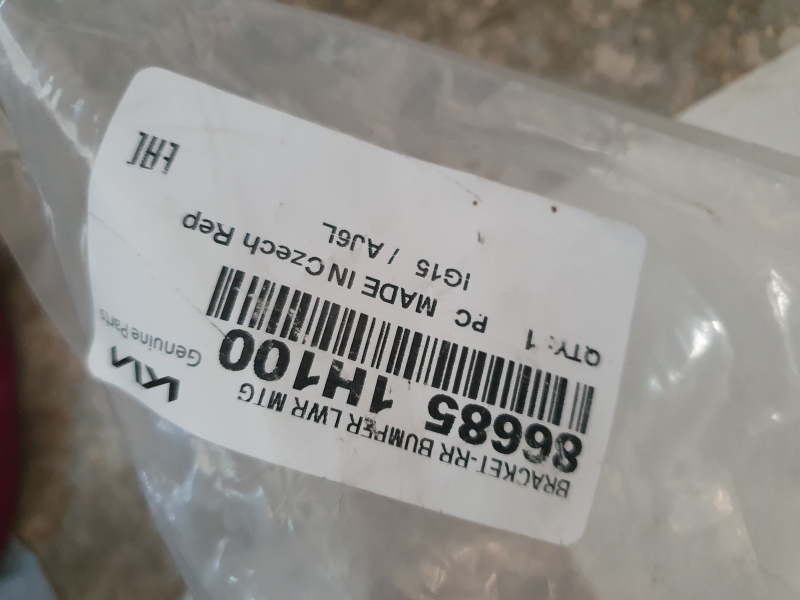 BRACKET-RR BUMPER LWR MTG
86685 1H100
KIA
Genuine Parts
QTY: 1 PC MADE IN Czech Rep
IG15 / AJ6L
EAC